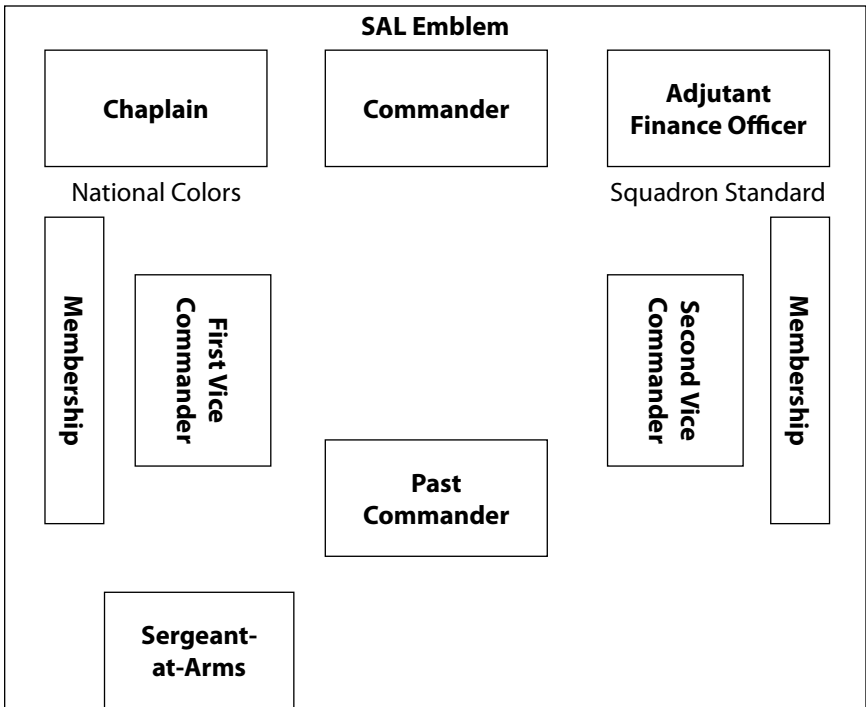 SAL Emblem
Chaplain
Commander
Adjutant
Finance Officer
National Colors
Squadron Standard
Membership
First Vice
Commander
Second Vice
Commander
Membership
Past
Commander
Sergeant-
at-Arms